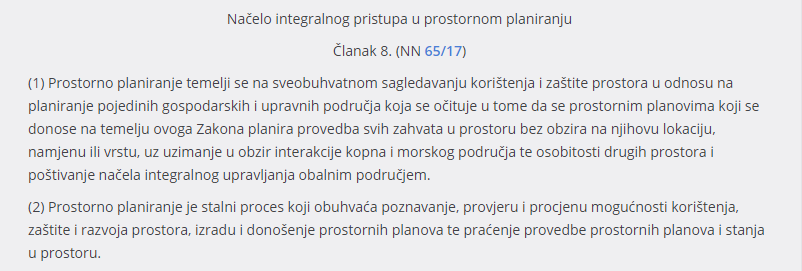 Načelo integralnog pristupa u prostornom planiranju
Članak 8. (NN 65/17)
(1) Prostorno planiranje temelji se na sveobuhvatnom sagledavanju korištenja i zaštite prostora u odnosu na
planiranje pojedinih gospodarskih i upravnih područja koja se očituje u tome da se prostornim planovima koji se
donose na temelju ovoga Zakona planira provedba svih zahvata u prostoru bez obzira na njihovu lokaciju,
namjenu ili vrstu, uz uzimanje u obzir interakcije kopna i morskog područja te osobitosti drugih prostora i
poštivanje načela integralnog upravljanja obalnim područjem.
(2) Prostorno planiranje je stalni proces koji obuhvaća poznavanje, provjeru i procjenu mogućnosti korištenja,
zaštite i razvoja prostora, izradu i donošenje prostornih planova te praćenje provedbe prostornih planova i stanja
u prostoru.